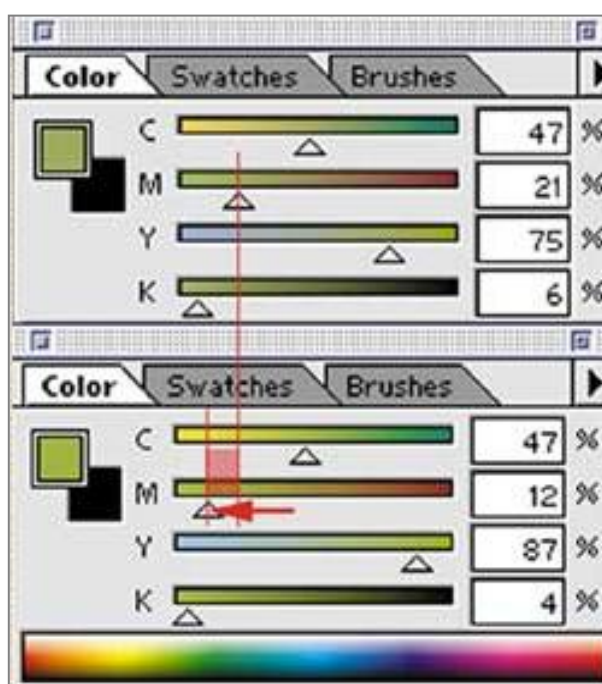 Color Swatches Brushes
C 47 %
M 21 %
Y 75 %
K 6 %
Color Swatches Brushes
C 47 %
M 12 %
Y 87 %
K 4 %